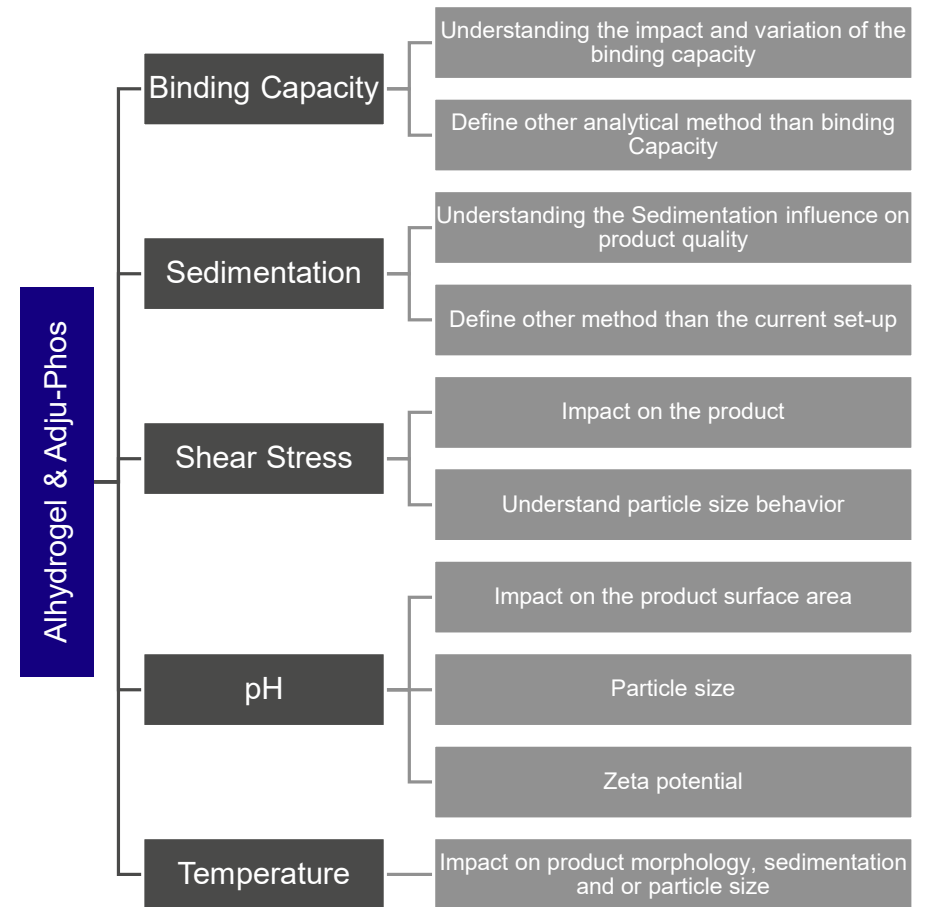 Alhydrogel & Adju-Phos
Binding Capacity
Understanding the impact and variation of the
binding capacity
Define other analytical method than binding
Capacity
Sedimentation
Understanding the Sedimentation influence on
product quality
Define other method than the current set-up
Shear Stress
Impact on the product
Understand particle size behavior
pH
Impact on the product surface area
Particle size
Zeta potential
Temperature
Impact on product morphology, sedimentation
and or particle size